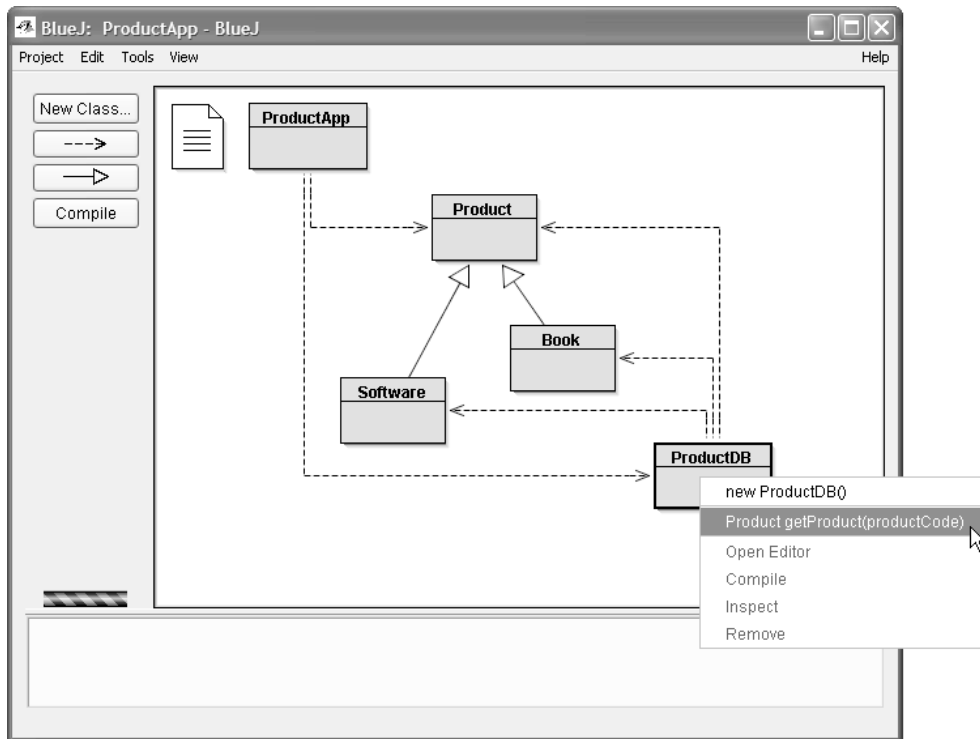 BlueJ: ProductApp - BlueJ
Project Edit Tools View Help
New Class...
Compile
ProductApp
Product
Book
Software
ProductDB
new ProductDB()
Product getProduct(productCode)
Open Editor
Compile
Inspect
Remove